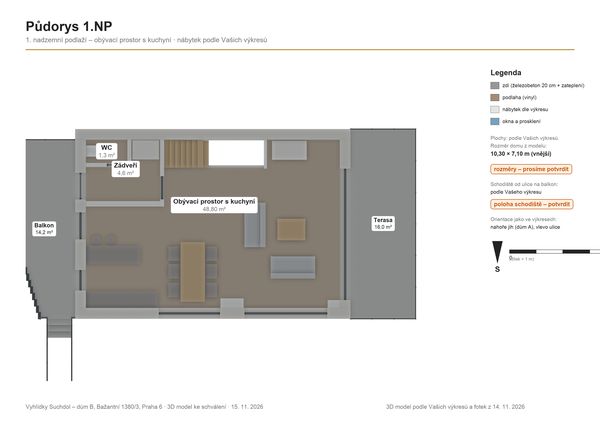 Půdorys 1.NP
1. nadzemní podlaží – obývací prostor s kuchyní · nábytek podle Vašich výkresů
Legenda
zdi (železobeton 20 cm + zateplení)
podlaha (vinyl)
nábytek dle výkresu
okna a prosklení
Plochy: podle Vašich výkresů.
Rozměr domu z modelu:
10,30 × 7,10 m (vnější)
rozměry – prosíme potvrdit
Schodiště od ulice na balkon:
podle Vašeho výkresu
poloha schodiště – potvrdit
Orientace jako ve výkresech:
nahoře jih (dům A), vlevo ulice
S
0
WC
1.3 m²
Zádveří
4,6 m²
Obývací prostor s kuchyní
48,80 m²
Balkon
14.2 m²
Terasa
16.0 m²
Vyhlídky Suchdol – dům B, Bažantní 1380/3, Praha 6 · 3D model ke schválení · 15. 11. 2026
3D model podle Vašich výkresů a fotek z 14. 11. 2026